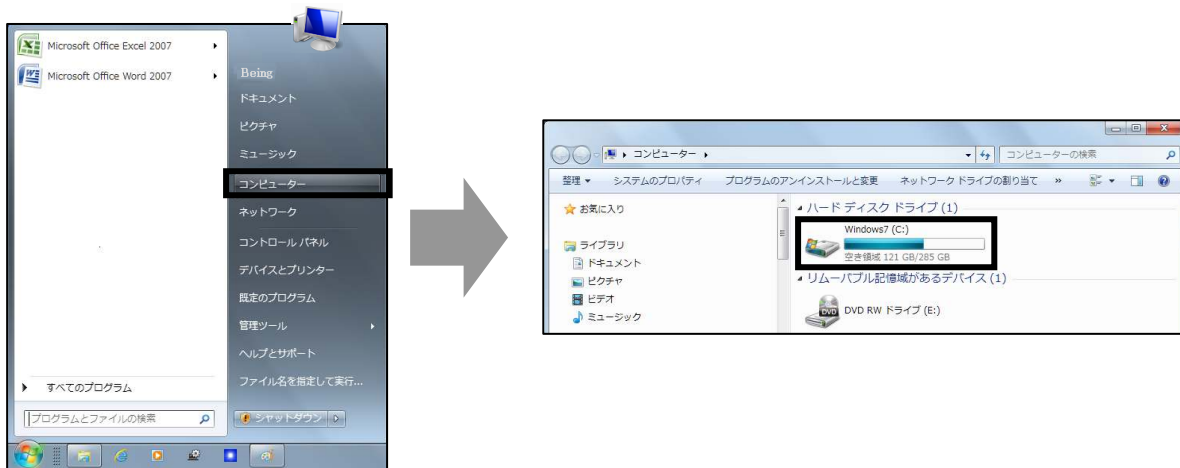 Microsoft Office Excel 2007
Microsoft Office Word 2007
すべてのプログラム
プログラムとファイルの検索
Being
ドキュメント
ピクチャ
ミュージック
コンピューター
ネットワーク
コントロール パネル
デバイスとプリンター
既定のプログラム
管理ツール
ヘルプとサポート
ファイル名を指定して実行...
シャットダウン
コンピューター
コンピューターの検索
整理 システムのプロパティ プログラムのアンインストールと変更 ネットワーク ドライブの割り当て »
お気に入り
ライブラリ
ドキュメント
ピクチャ
ビデオ
ミュージック
ハード ディスク ドライブ (1)
Windows7 (C:)
空き領域 121 GB/285 GB
リムーバブル記憶域があるデバイス (1)
DVD
DVD RW ドライブ (E:)